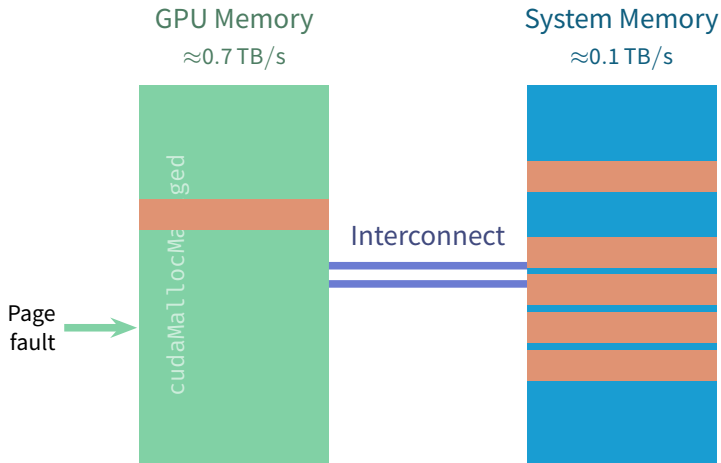 GPU Memory
≈0.7 TB/s
System Memory
≈0.1 TB/s
cudaMallocManaged
Interconnect
Page
fault